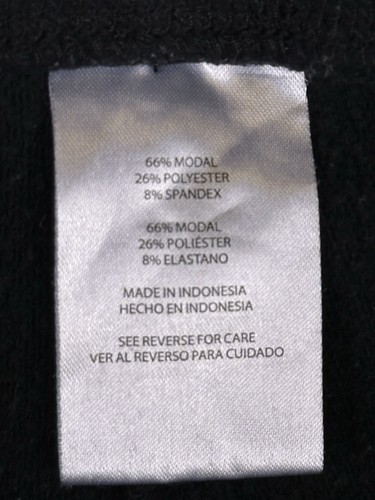 66% MODAL
26% POLYESTER
8% SPANDEX
66% MODAL
26% POLIÉSTER
8% ELASTANO
MADE IN INDONESIA
HECHO EN INDONESIA
SEE REVERSE FOR CARE
VER AL REVERSO PARA CUIDADO